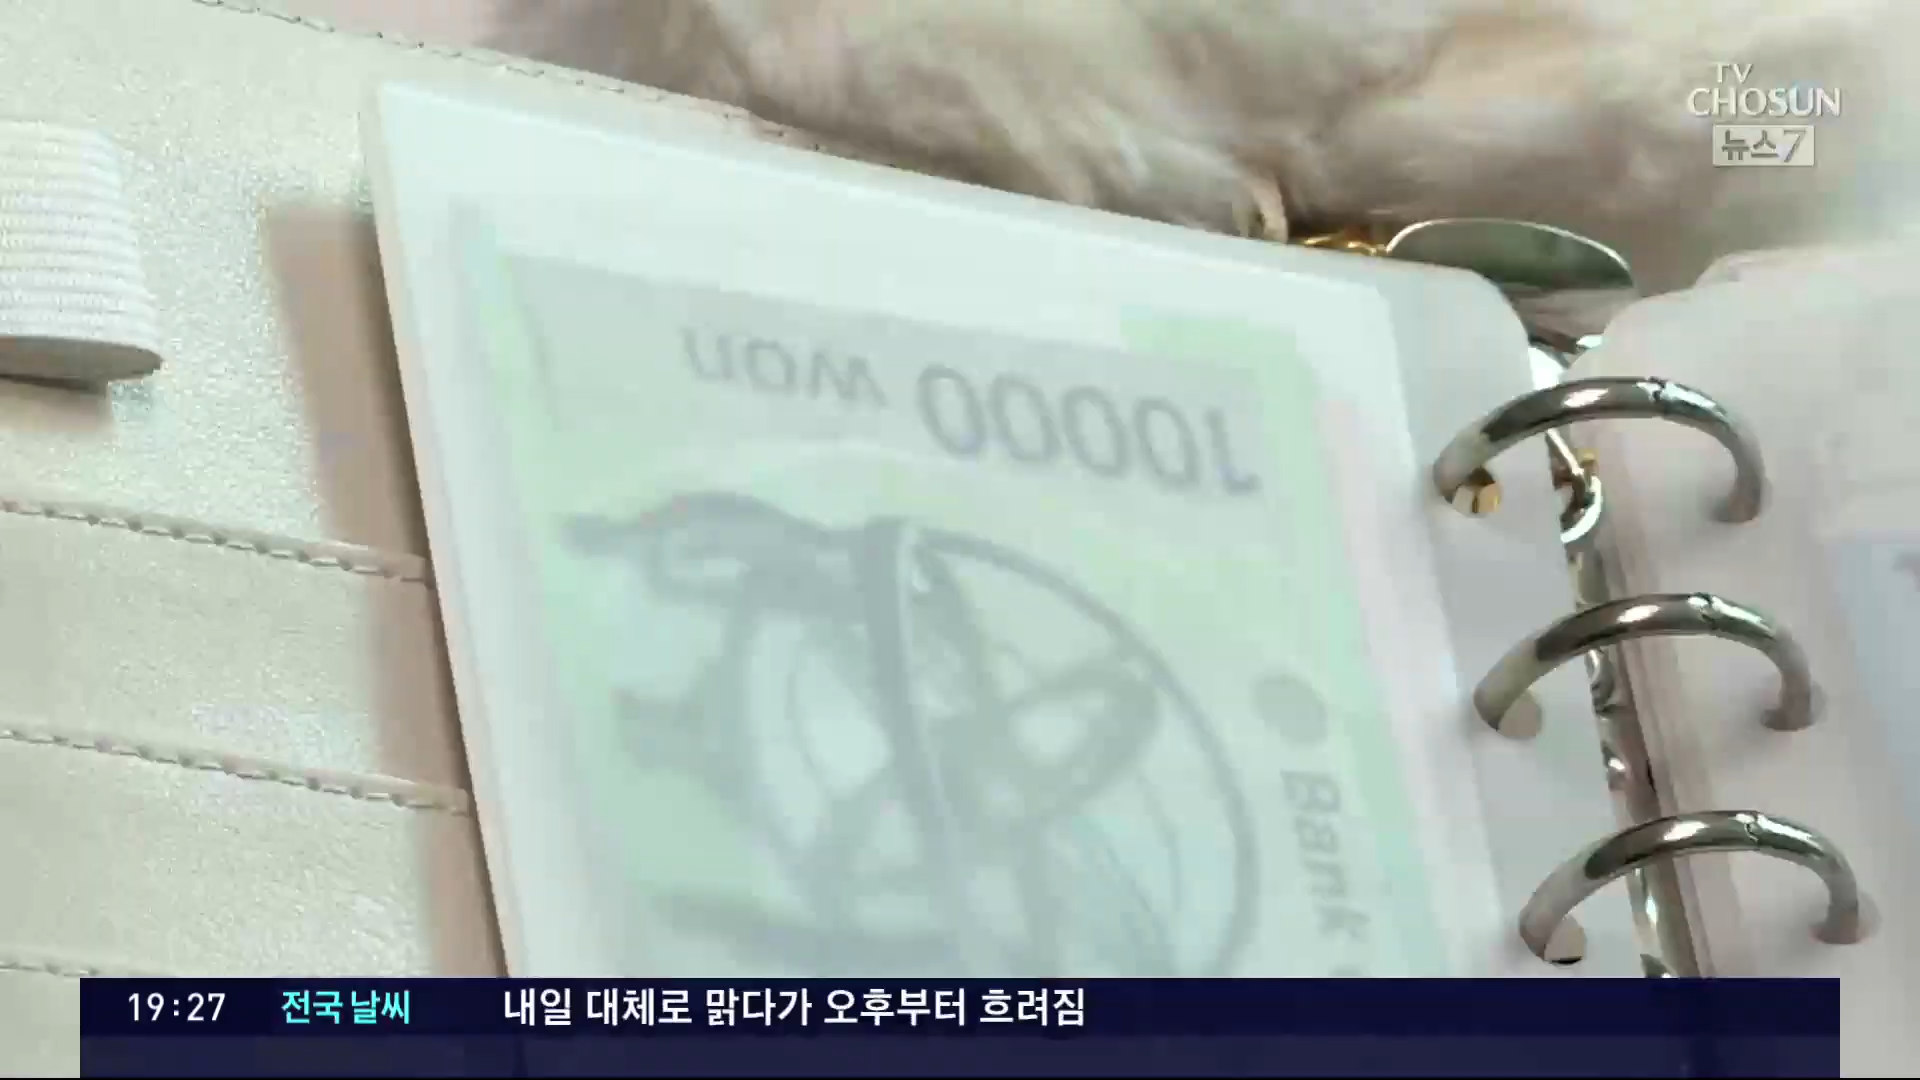 TV
CHOSUN
뉴스7
10000 won
Bank
19:27 전국 날씨 내일 대체로 맑다가 오후부터 흐려짐